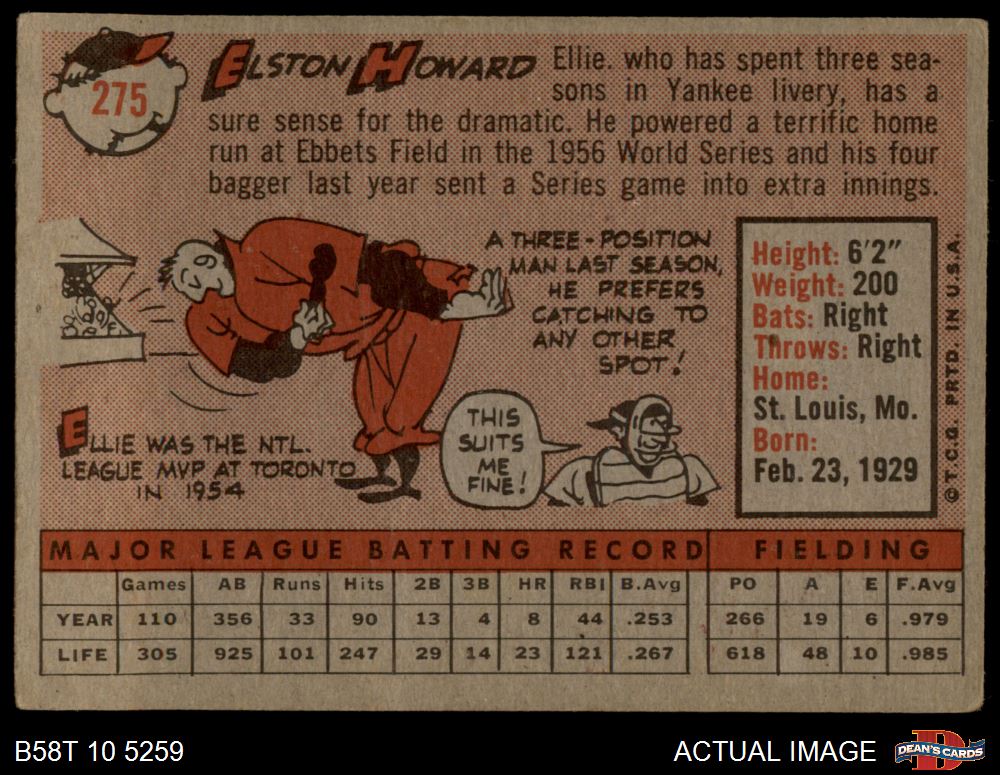 275
ELSTON HOWARD
Ellie. who has spent three sea-
sons in Yankee livery, has a
sure sense for the dramatic. He powered a terrific home
run at Ebbets Field in the 1956 World Series and his four
bagger last year sent a Series game into extra innings.
A THREE-POSITION
MAN LAST SEASON,
HE PREFERS
CATCHING TO
ANY OTHER
SPOT!
ELLIE WAS THE NTL.
LEAGUE MVP AT TORONTO
IN 1954
THIS
SUITS
ME
FINE!
Height: 6'2"
Weight: 200
Bats: Right
Throws: Right
Home:
St. Louis, Mo.
Born:
Feb. 23, 1929
© T.C.G. PRTD. IN U.S.A.
MAJOR LEAGUE BATTING RECORD FIELDING
Games AB Runs Hits 2B 3B HR RBI B.Avg PO A E F.Avg
YEAR 110 356 33 90 13 4 8 44 .253 266 19 6 .979
LIFE 305 925 101 247 29 14 23 121 .267 618 48 10 .985
B58T 10 5259
ACTUAL IMAGE
D
DEAN'S CARDS